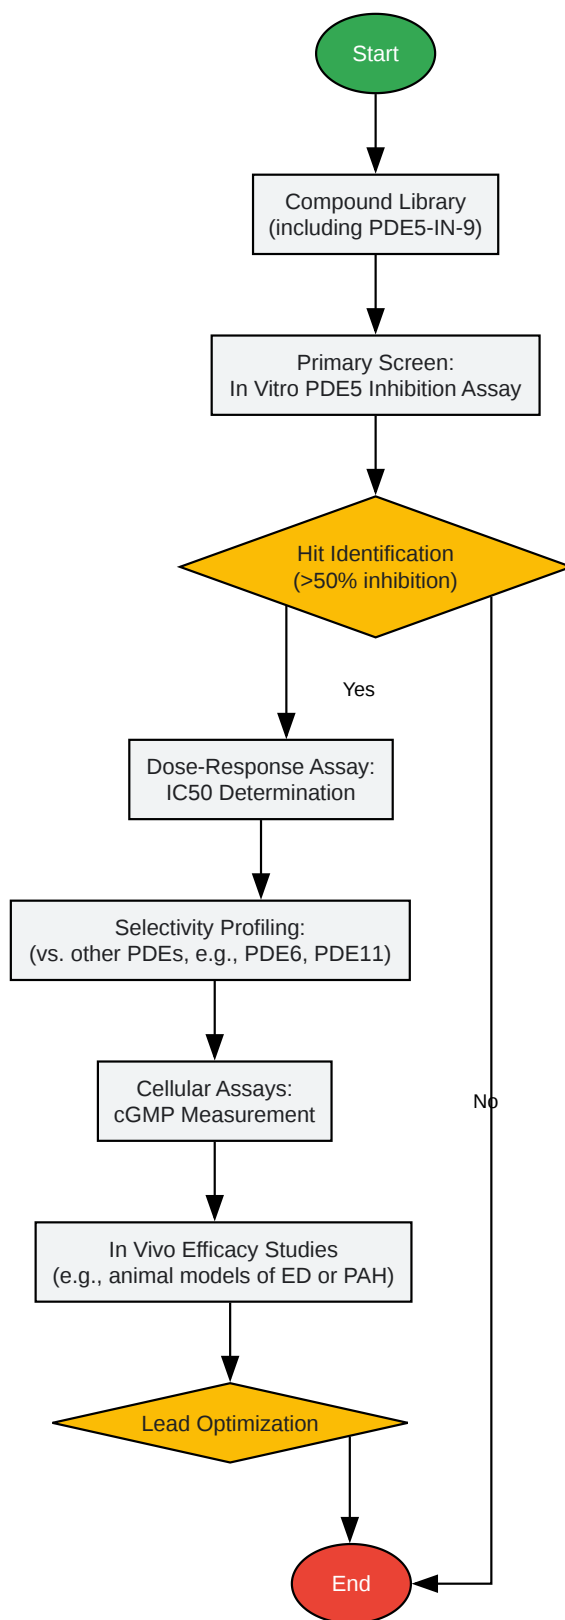 Start
Compound Library
(including PDE5-IN-9)
Primary Screen:
In Vitro PDE5 Inhibition Assay
Hit Identification
(>50% inhibition)
Yes
Dose-Response Assay:
IC50 Determination
Selectivity Profiling:
(vs. other PDEs, e.g., PDE6, PDE11)
Cellular Assays:
cGMP Measurement
No
In Vivo Efficacy Studies
(e.g., animal models of ED or PAH)
Lead Optimization
End